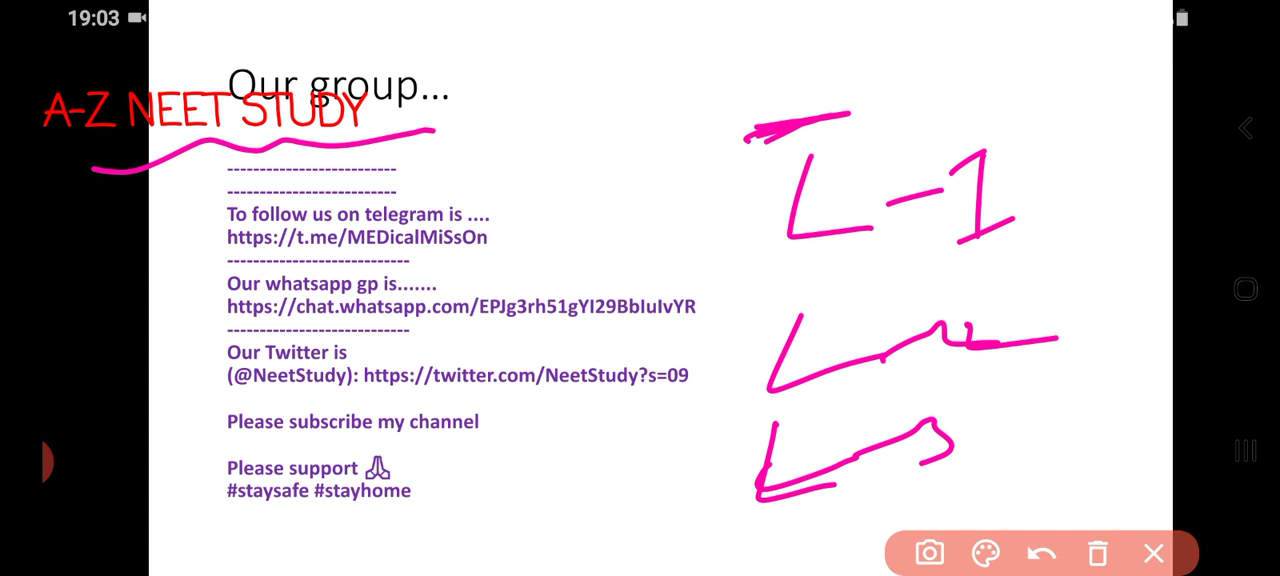 19:03
Our group...
A-Z NEET STUDY
--------------------------
--------------------------
To follow us on telegram is ....
https://t.me/MEDicalMiSsOn
----------------------------
Our whatsapp gp is.......
https://chat.whatsapp.com/EPJg3rh51gYI29BbIuIvYR
----------------------------
Our Twitter is
(@NeetStudy): https://twitter.com/NeetStudy?s=09
Please subscribe my channel
Please support 🙏
#staysafe #stayhome
L-1